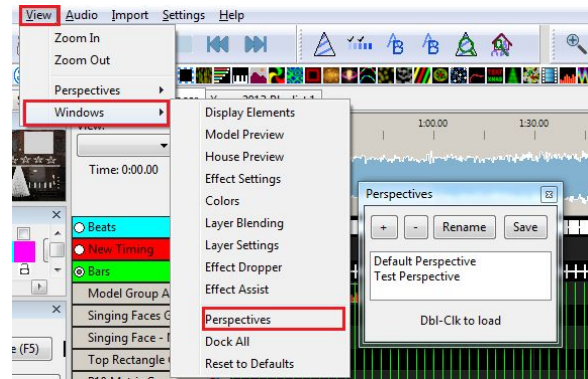 View Audio Import Settings Help
Zoom In
Zoom Out
Perspectives
Windows
Display Elements
Model Preview
House Preview
Effect Settings
Colors
Layer Blending
Layer Settings
Effect Dropper
Effect Assist
Perspectives
Dock All
Reset to Defaults
View:
Time: 0:00.00
1:00.00 1:30.00
Beats
New Timing
Bars
Model Group A
Singing Faces G
Singing Face - 
Top Rectangle
(F5)
Perspectives
+ - Rename Save
Default Perspective
Test Perspective
Dbl-Clk to load